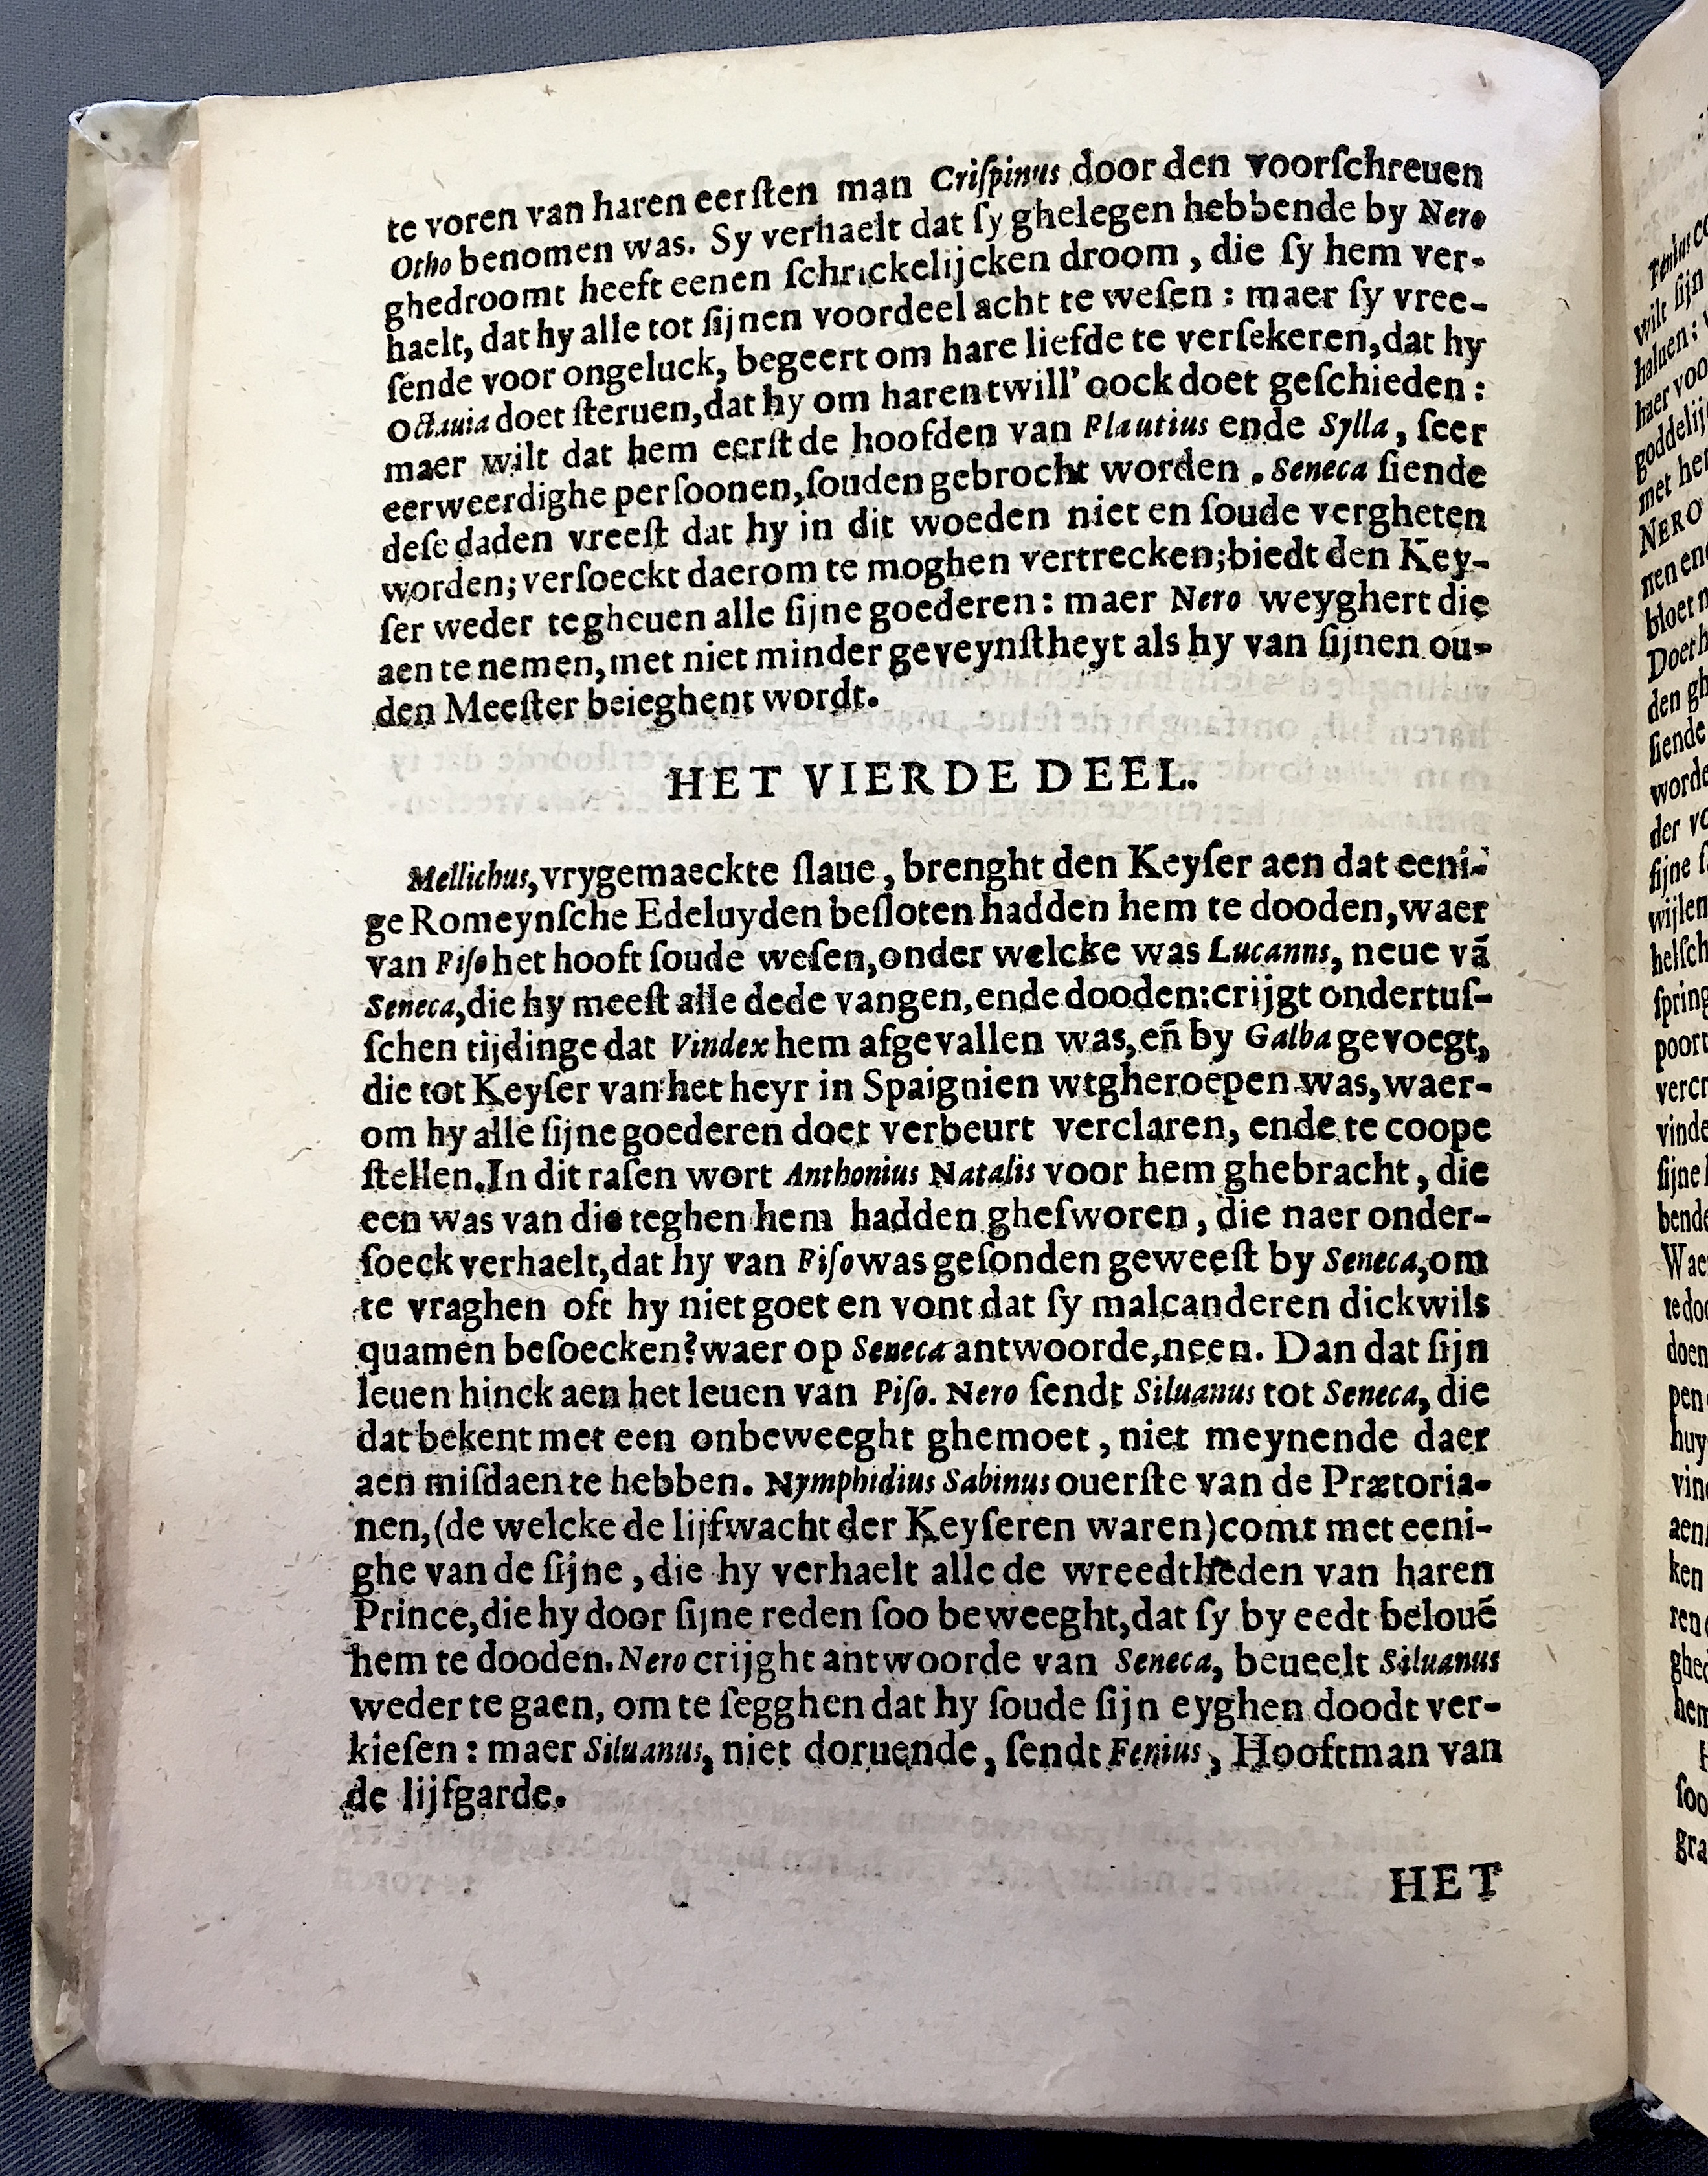 te voren van haren eersten man Criſpinus door den voorſchreuen
Otho benomen was. Sy verhaelt dat ſy ghelegen hebbende by Nero
ghedroomt heeft eenen ſchrickelijcken droom, die ſy hem ver-
haelt, dat hy alle tot ſijnen voordeel acht te weſen : maer ſy vree-
ſende voor ongeluck, begeert om hare liefde te verſekeren, dat hy
Octauia doet ſteruen, dat hy om harentwill' oock doet geſchieden :
maer wilt dat hem eerſt de hoofden van Plautius ende Sylla, ſeer
eerweerdighe perſoonen, ſouden gebrocht worden. Seneca ſiende
deſe daden vreeſt dat hy in dit woeden niet en ſoude vergheten
worden; verſoeckt daerom te moghen vertrecken; biedt den Key-
ſer weder te gheuen alle ſijne goederen : maer Nero weyghert die
aen te nemen, met niet minder geveynſtheyt als hy van ſijnen ou-
den Meeſter beieghent wordt.
HET VIERDE DEEL.
Mellichus, vrygemaeckte ſlaue, brenght den Keyſer aen dat eeni-
ge Romeynſche Edeluyden beſloten hadden hem te dooden, waer
van Piſo het hooft ſoude weſen, onder welcke was Lucanns, neue vã
Seneca, die hy meeſt alle dede vangen, ende dooden: crijgt ondertuſ-
ſchen tijdinge dat Vindex hem afgevallen was, eñ by Galba gevoegt,
die tot Keyſer van het heyr in Spaignien wtgheroepen was, waer-
om hy alle ſijne goederen doet verbeurt verclaren, ende te coope
ſtellen. In dit raſen wort Anthonius Natalis voor hem ghebracht, die
een was van die teghen hem hadden gheſworen, die naer onder-
ſoeck verhaelt, dat hy van Piſo was geſonden geweeſt by Seneca, om
te vraghen oft hy niet goet en vont dat ſy malcanderen dickwils
quamen beſoecken? waer op Seneca antwoorde, neen. Dan dat ſijn
leuen hinck aen het leuen van Piſo. Nero ſendt Siluanus tot Seneca, die
dat bekent met een onbeweeght ghemoet, niet meynende daer
aen miſdaen te hebben. Nymphidius Sabinus ouerſte van de Prætoria-
nen, (de welcke de lijfwacht der Keyſeren waren) comt met eeni-
ghe van de ſijne, die hy verhaelt alle de wreedtheden van haren
Prince, die hy door ſijne reden ſoo beweeght, dat ſy by eedt belouẽ
hem te dooden. Nero crijght antwoorde van Seneca, beueelt Siluanus
weder te gaen, om te ſegghen dat hy ſoude ſijn eyghen doodt ver-
kieſen : maer Siluanus, niet doruende, ſendt Fenius, Hooftman van
de lijfgarde.
HET